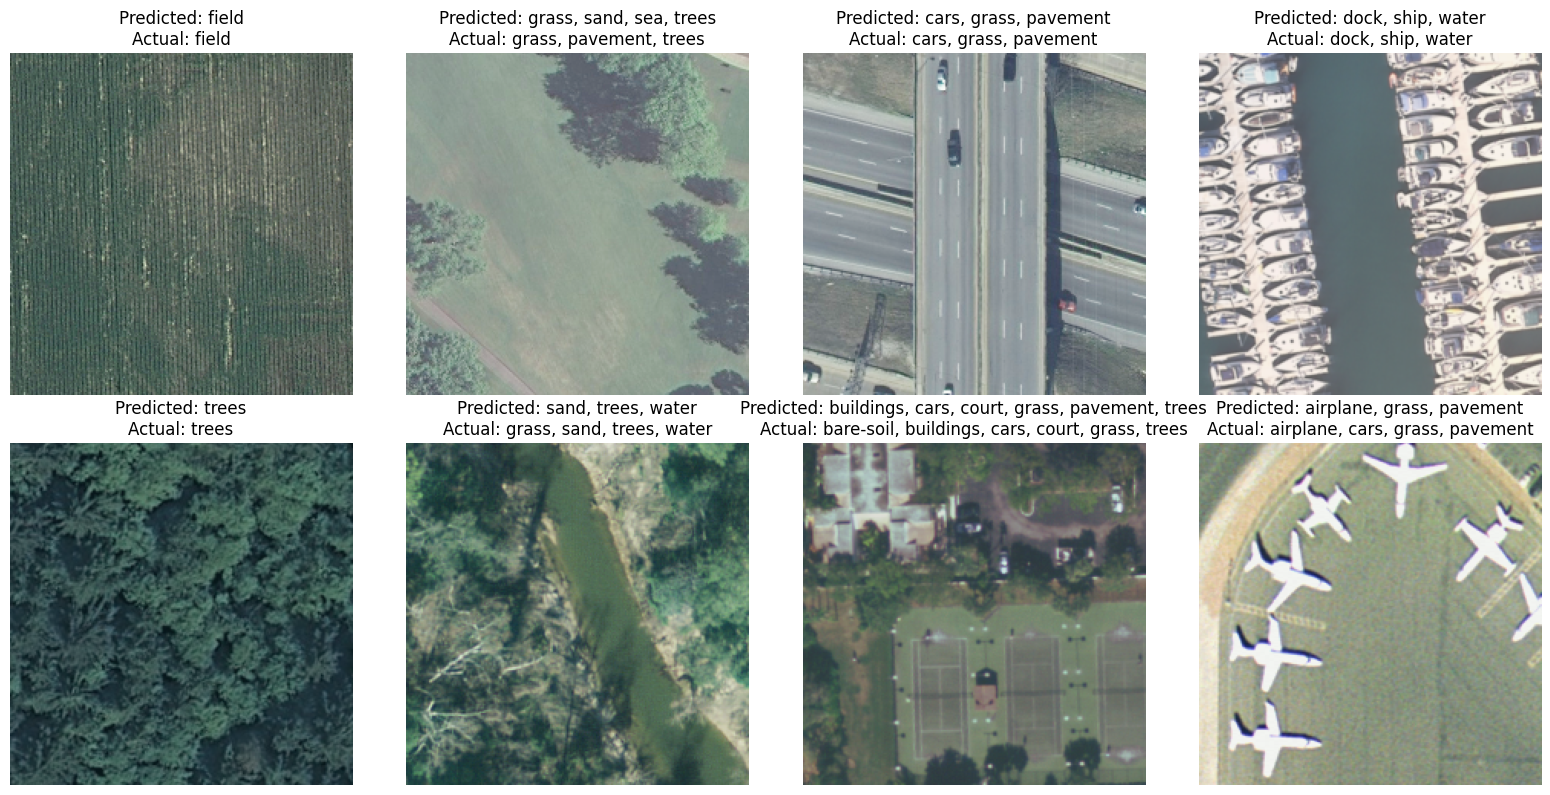 Predicted: field
Actual: field
Predicted: grass, sand, sea, trees
Actual: grass, pavement, trees
Predicted: cars, grass, pavement
Actual: cars, grass, pavement
Predicted: dock, ship, water
Actual: dock, ship, water
Predicted: trees
Actual: trees
Predicted: sand, trees, water
Actual: grass, sand, trees, water
Predicted: buildings, cars, court, grass, pavement, trees
Actual: bare-soil, buildings, cars, court, grass, trees
Predicted: airplane, grass, pavement
Actual: airplane, cars, grass, pavement